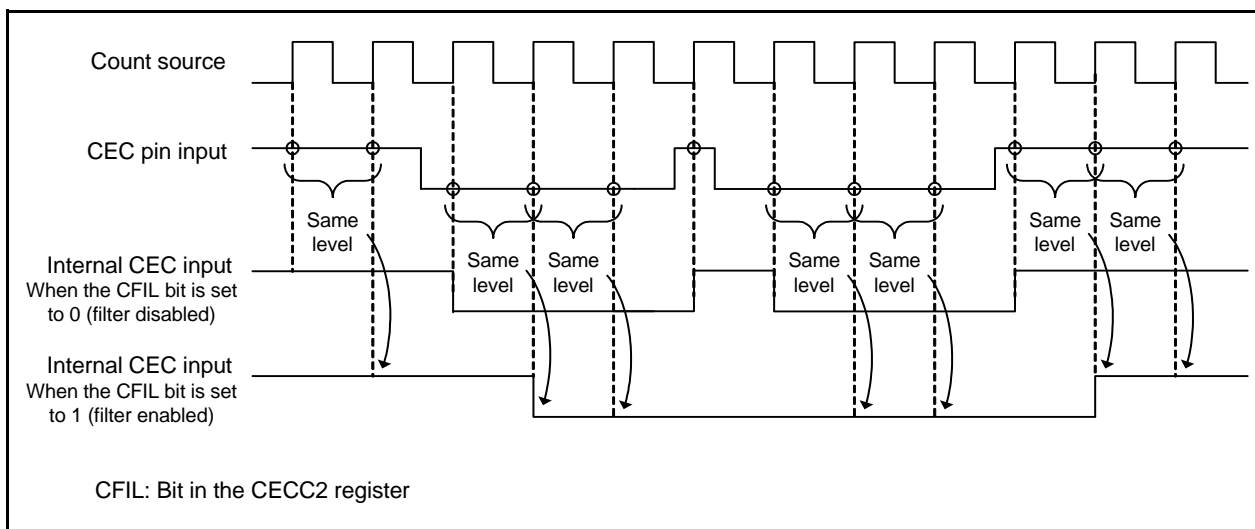 Count source
CEC pin input
Same
level
Same
level
Same
level
Same
level
Same
level
Same
level
Same
level
Internal CEC input
When the CFIL bit is set
to 0 (filter disabled)
Internal CEC input
When the CFIL bit is set
to 1 (filter enabled)
CFIL: Bit in the CECC2 register